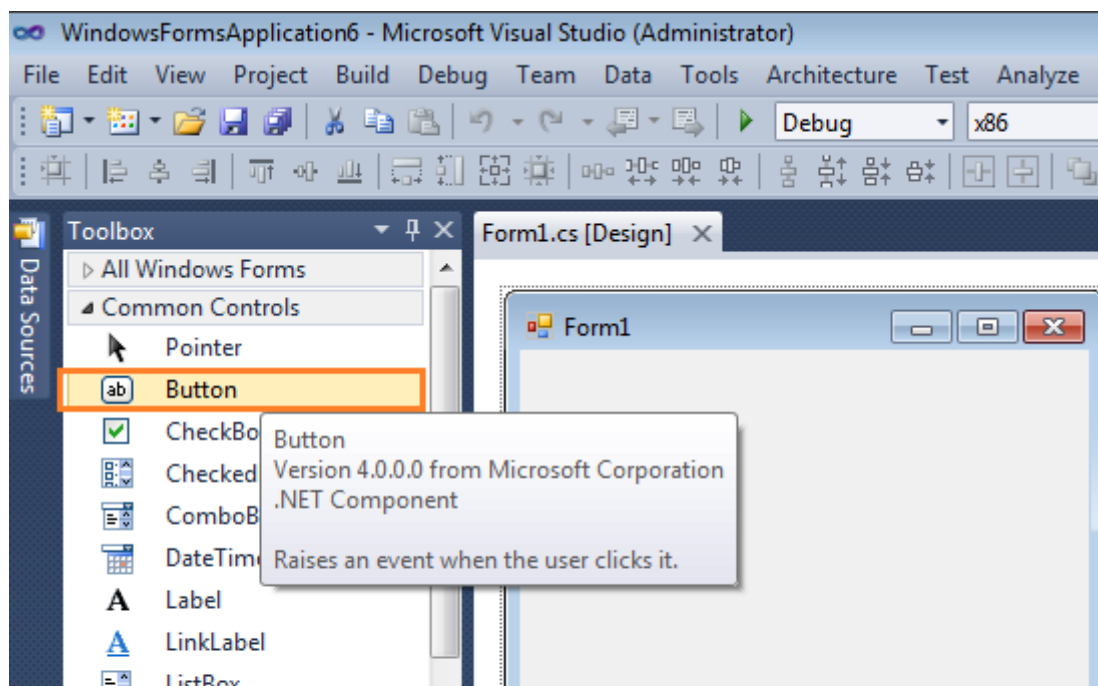 WindowsFormsApplication6 - Microsoft Visual Studio (Administrator)
File Edit View Project Build Debug Team Data Tools Architecture Test Analyze
Debug x86
Toolbox
Form1.cs [Design]
Data Sources
All Windows Forms
Common Controls
Form1
Pointer
ab Button
CheckBo
Button
Version 4.0.0.0 from Microsoft Corporation
.NET Component
Raises an event when the user clicks it.
Checked
ComboB
DateTim
A Label
A LinkLabel
ListBox